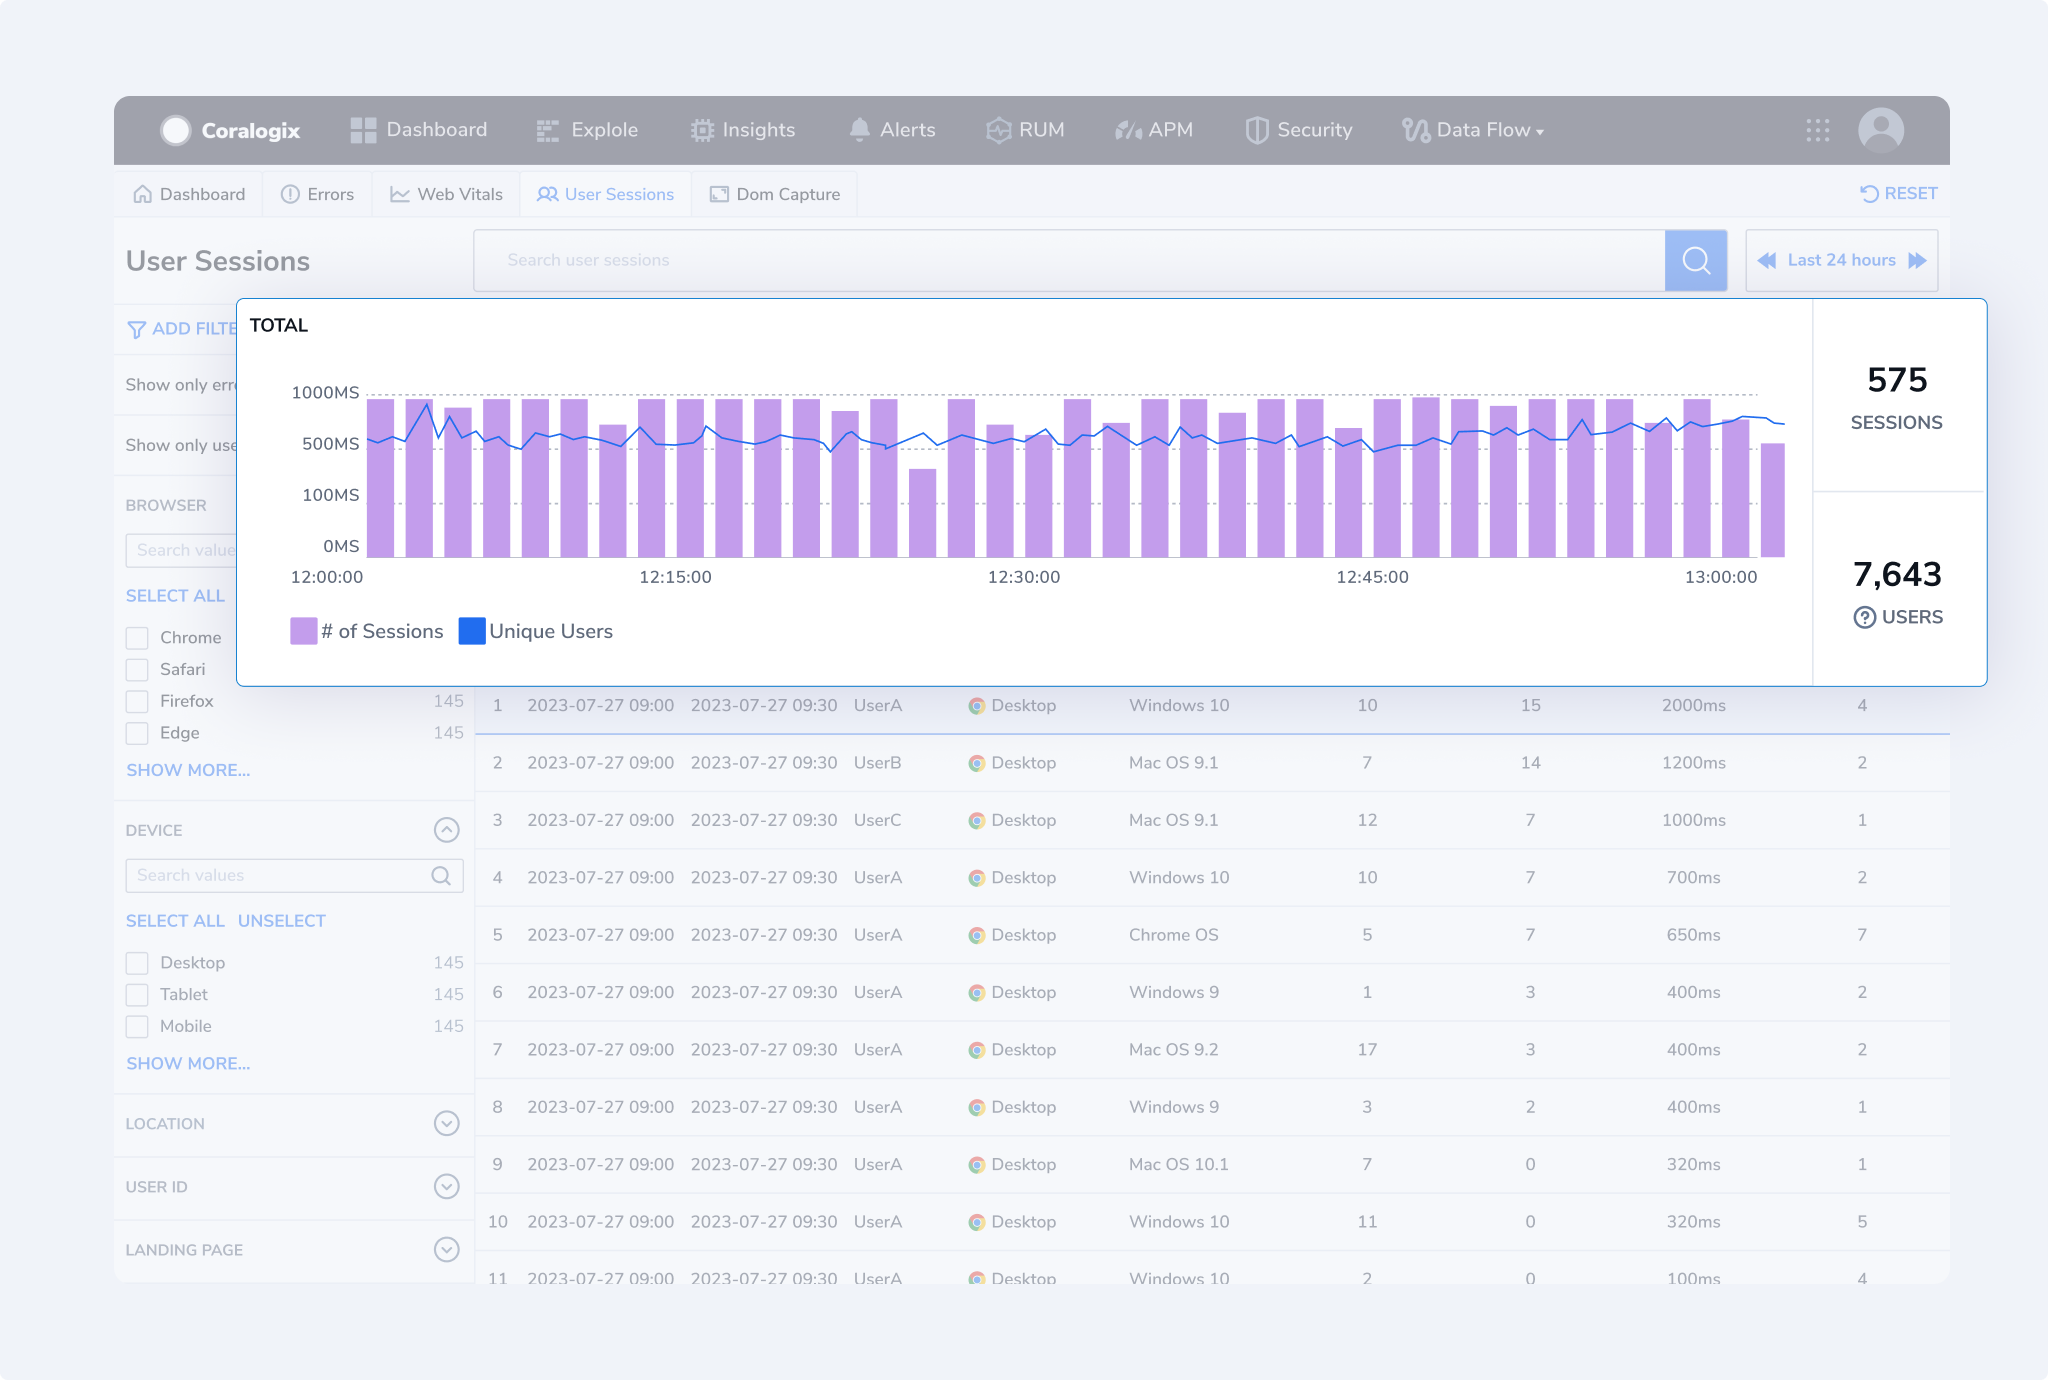 Coralogix Dashboard Explole Insights Alerts RUM APM Security Data Flow
Dashboard Errors Web Vitals User Sessions Dom Capture RESET
User Sessions Search user sessions Last 24 hours
ADD FILTE
TOTAL
Show only erro
Show only use
BROWSER
Search value
SELECT ALL
Chrome
Safari
Firefox 145
Edge 145
SHOW MORE...
1000MS
500MS
100MS
0MS
12:00:00 12:15:00 12:30:00 12:45:00 13:00:00
# of Sessions Unique Users
575
SESSIONS
7,643
USERS
1 2023-07-27 09:00 2023-07-27 09:30 UserA Desktop Windows 10 10 15 2000ms 4
2 2023-07-27 09:00 2023-07-27 09:30 UserB Desktop Mac OS 9.1 7 14 1200ms 2
3 2023-07-27 09:00 2023-07-27 09:30 UserC Desktop Mac OS 9.1 12 7 1000ms 1
4 2023-07-27 09:00 2023-07-27 09:30 UserA Desktop Windows 10 10 7 700ms 2
5 2023-07-27 09:00 2023-07-27 09:30 UserA Desktop Chrome OS 5 7 650ms 7
6 2023-07-27 09:00 2023-07-27 09:30 UserA Desktop Windows 9 1 3 400ms 2
7 2023-07-27 09:00 2023-07-27 09:30 UserA Desktop Mac OS 9.2 17 3 400ms 2
8 2023-07-27 09:00 2023-07-27 09:30 UserA Desktop Windows 9 3 2 400ms 1
9 2023-07-27 09:00 2023-07-27 09:30 UserA Desktop Mac OS 10.1 7 0 320ms 1
10 2023-07-27 09:00 2023-07-27 09:30 UserA Desktop Windows 10 11 0 320ms 5
11 2023-07-27 09:00 2023-07-27 09:30 UserA Desktop Windows 10 2 0 100ms 4
DEVICE
Search values
SELECT ALL UNSELECT
Desktop 145
Tablet 145
Mobile 145
SHOW MORE...
LOCATION
USER ID
LANDING PAGE